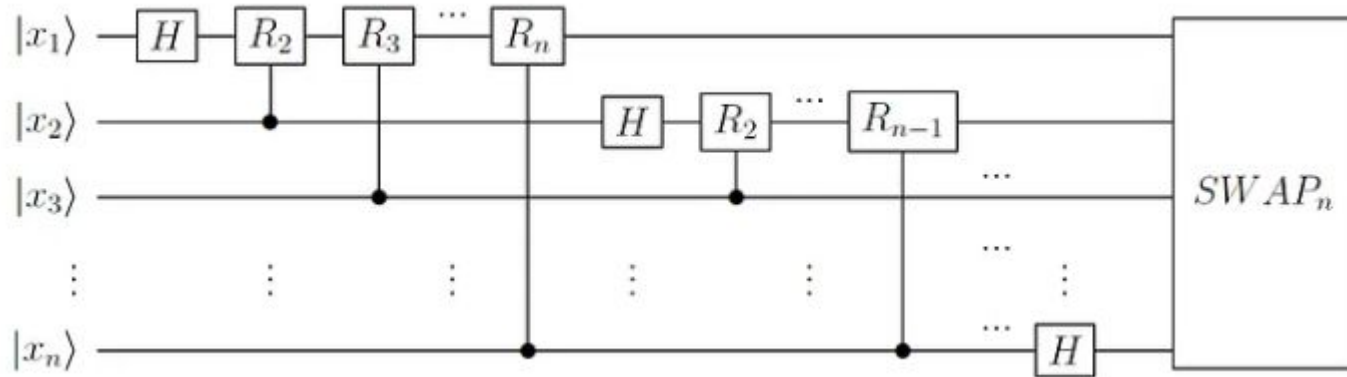 |x₁⟩ H R₂ R₃ ... Rₙ
|x₂⟩ H R₂ ... Rₙ₋₁
|x₃⟩ ... SWAPₙ
⋮ ⋮ ⋮ ⋮ ⋮ ... ⋮
|xₙ⟩ ... H